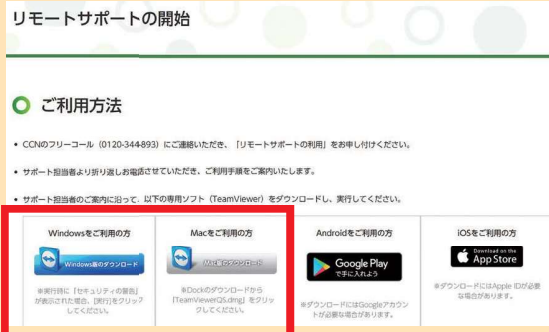 リモートサポートの開始
ご利用方法
• CCNのフリーコール（0120-344-893）にご連絡いただき、「リモートサポートの利用」をお申し付けください。
• サポート担当者より折り返しお電話させていただき、ご利用手順をご案内いたします。
• サポート担当者のご案内に沿って、以下の専用ソフト（TeamViewer）をダウンロードし、実行してください。
Windowsをご利用の方
Windows版のダウンロード
※実行時に「セキュリティの警告」
が表示された場合、[実行]をクリック
してください。
Macをご利用の方
Mac版のダウンロード
※Dockのダウンロードから
「TeamViewerQS.dmg」をクリッ
クしてください。
Androidをご利用の方
Google Play
で手に入れよう
※ダウンロードにはGoogleアカウン
トが必要な場合があります。
iOSをご利用の方
Download on the
App Store
※ダウンロードにはApple IDが必要
な場合があります。